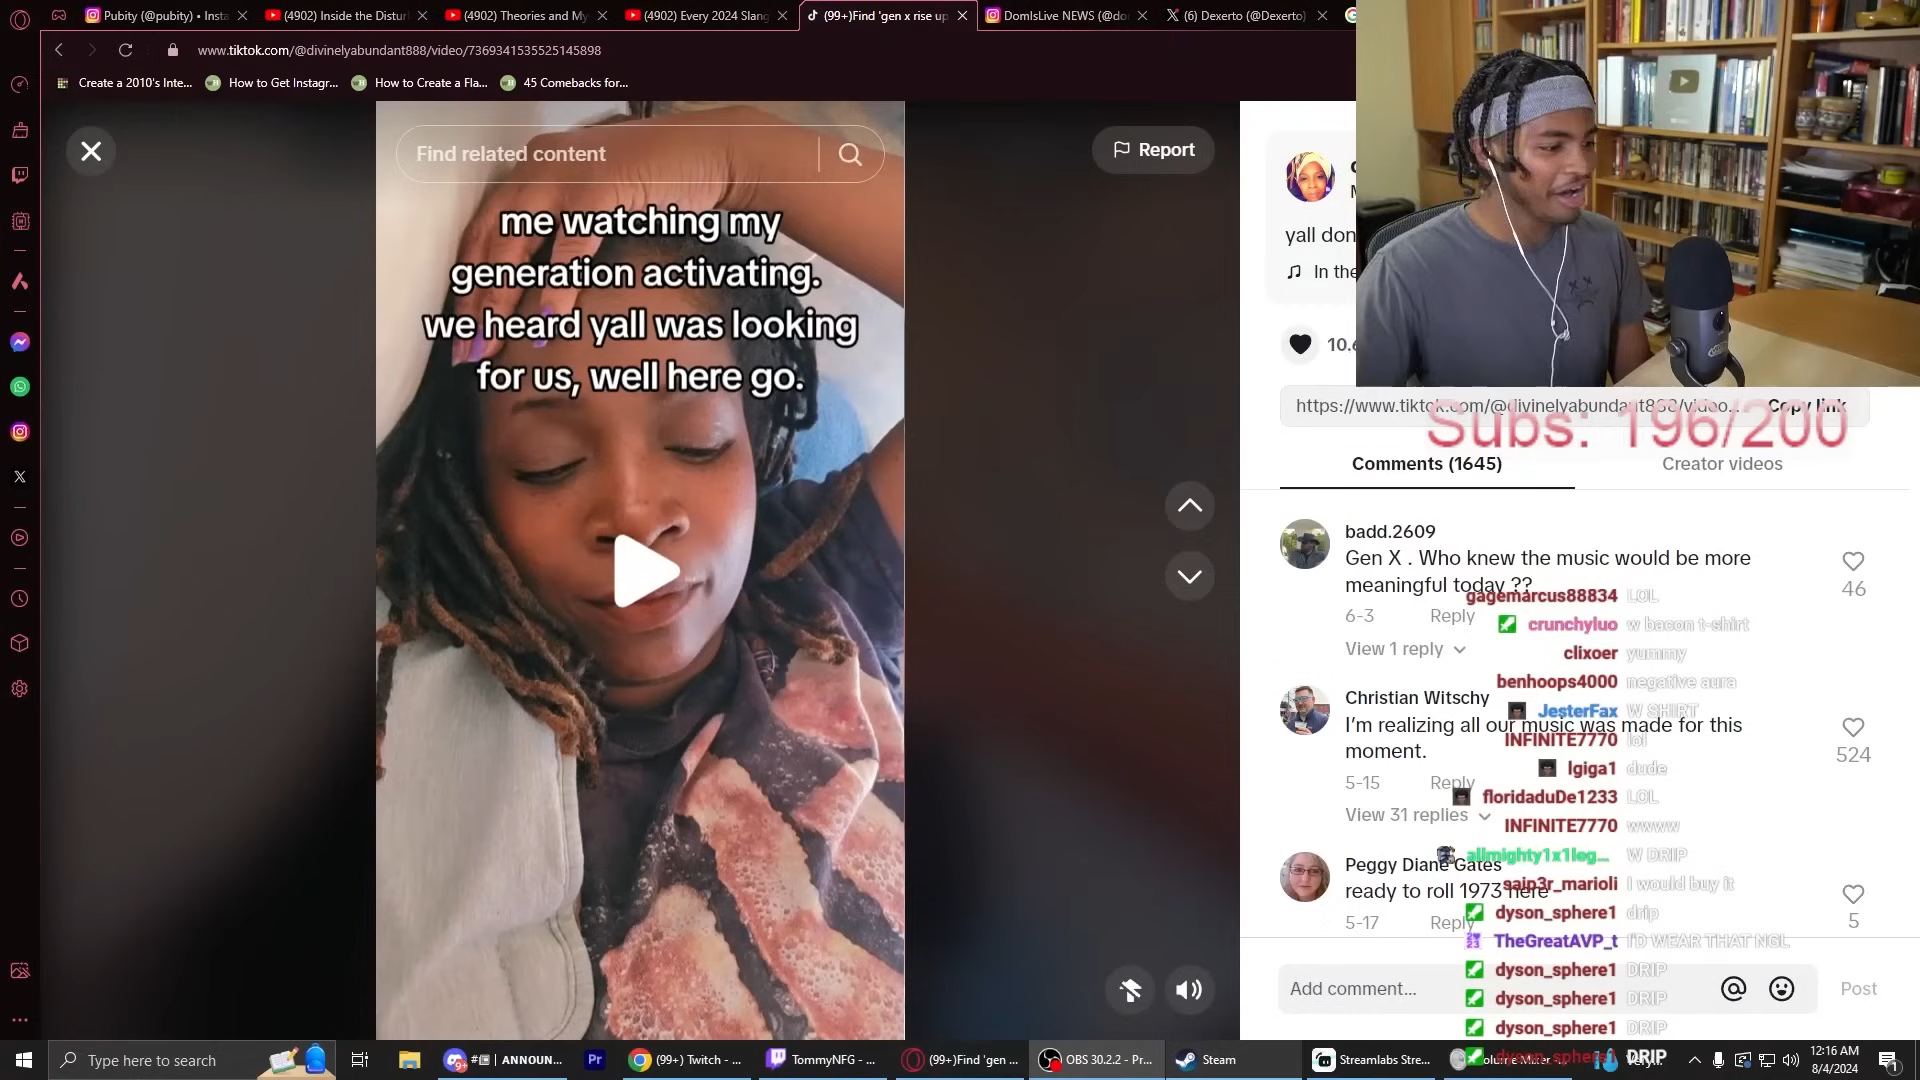 Pubity (@pubity) • Insta
(4902) Inside the Distur
(4902) Theories and My
(4902) Every 2024 Slang
(99+)Find 'gen x rise up
DomIsLive NEWS (@do
(6) Dexerto (@Dexerto)
www.tiktok.com/@divinelyabundant888/video/7369341535525145898
Create a 2010's Inte...
How to Get Instagr...
How to Create a Fla...
45 Comebacks for...
Find related content
Report
me watching my
generation activating.
we heard yall was looking
for us, well here go.
yall don
In the
10.6
https://www.tiktok.com/@divinelyabundant888/video...
Copy link
Subs: 196/200
Comments (1645)
Creator videos
badd.2609
Gen X . Who knew the music would be more
meaningful today ??
46
6-3 Reply
View 1 reply
Christian Witschy
I'm realizing all our music was made for this
moment.
524
5-15 Reply
View 31 replies
Peggy Diane Gates
ready to roll 1973 here
5
5-17 Reply
Add comment...
Post
gagemarcus88834 LOL
crunchyluo w bacon t-shirt
clixoer yummy
benhoops4000 negative aura
JesterFax W SHIRT
INFINITE7770 lol
lgiga1 dude
floridaduDe1233 LOL
INFINITE7770 wwww
allmighty1x1leg... W DRIP
saip3r_marioli I would buy it
dyson_sphere1 drip
TheGreatAVP_t I'D WEAR THAT NGL
dyson_sphere1 DRIP
dyson_sphere1 DRIP
dyson_sphere1 DRIP
dyson_sphere1 DRIP
Type here to search
ANNOUN...
(99+) Twitch - ...
TommyNFG - ...
(99+)Find 'gen ...
OBS 30.2.2 - Pr...
Steam
Streamlabs Stre...
12:16 AM
8/4/2024